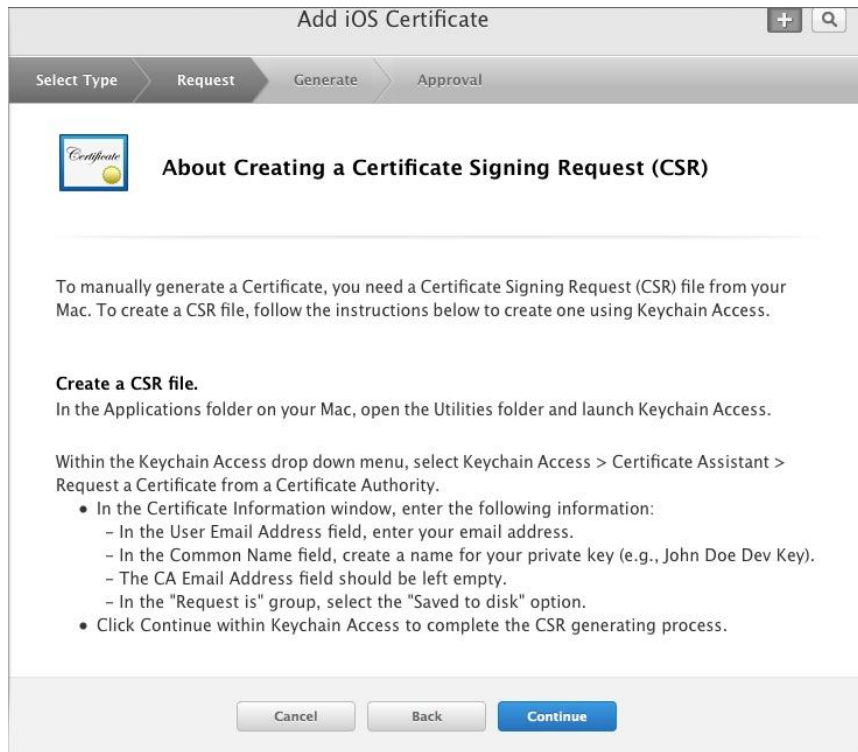 Add iOS Certificate
Select Type
Request
Generate
Approval
Certificate
About Creating a Certificate Signing Request (CSR)
To manually generate a Certificate, you need a Certificate Signing Request (CSR) file from your
Mac. To create a CSR file, follow the instructions below to create one using Keychain Access.
Create a CSR file.
In the Applications folder on your Mac, open the Utilities folder and launch Keychain Access.
Within the Keychain Access drop down menu, select Keychain Access > Certificate Assistant >
Request a Certificate from a Certificate Authority.
• In the Certificate Information window, enter the following information:
– In the User Email Address field, enter your email address.
– In the Common Name field, create a name for your private key (e.g., John Doe Dev Key).
– The CA Email Address field should be left empty.
– In the "Request is" group, select the "Saved to disk" option.
• Click Continue within Keychain Access to complete the CSR generating process.
Cancel
Back
Continue